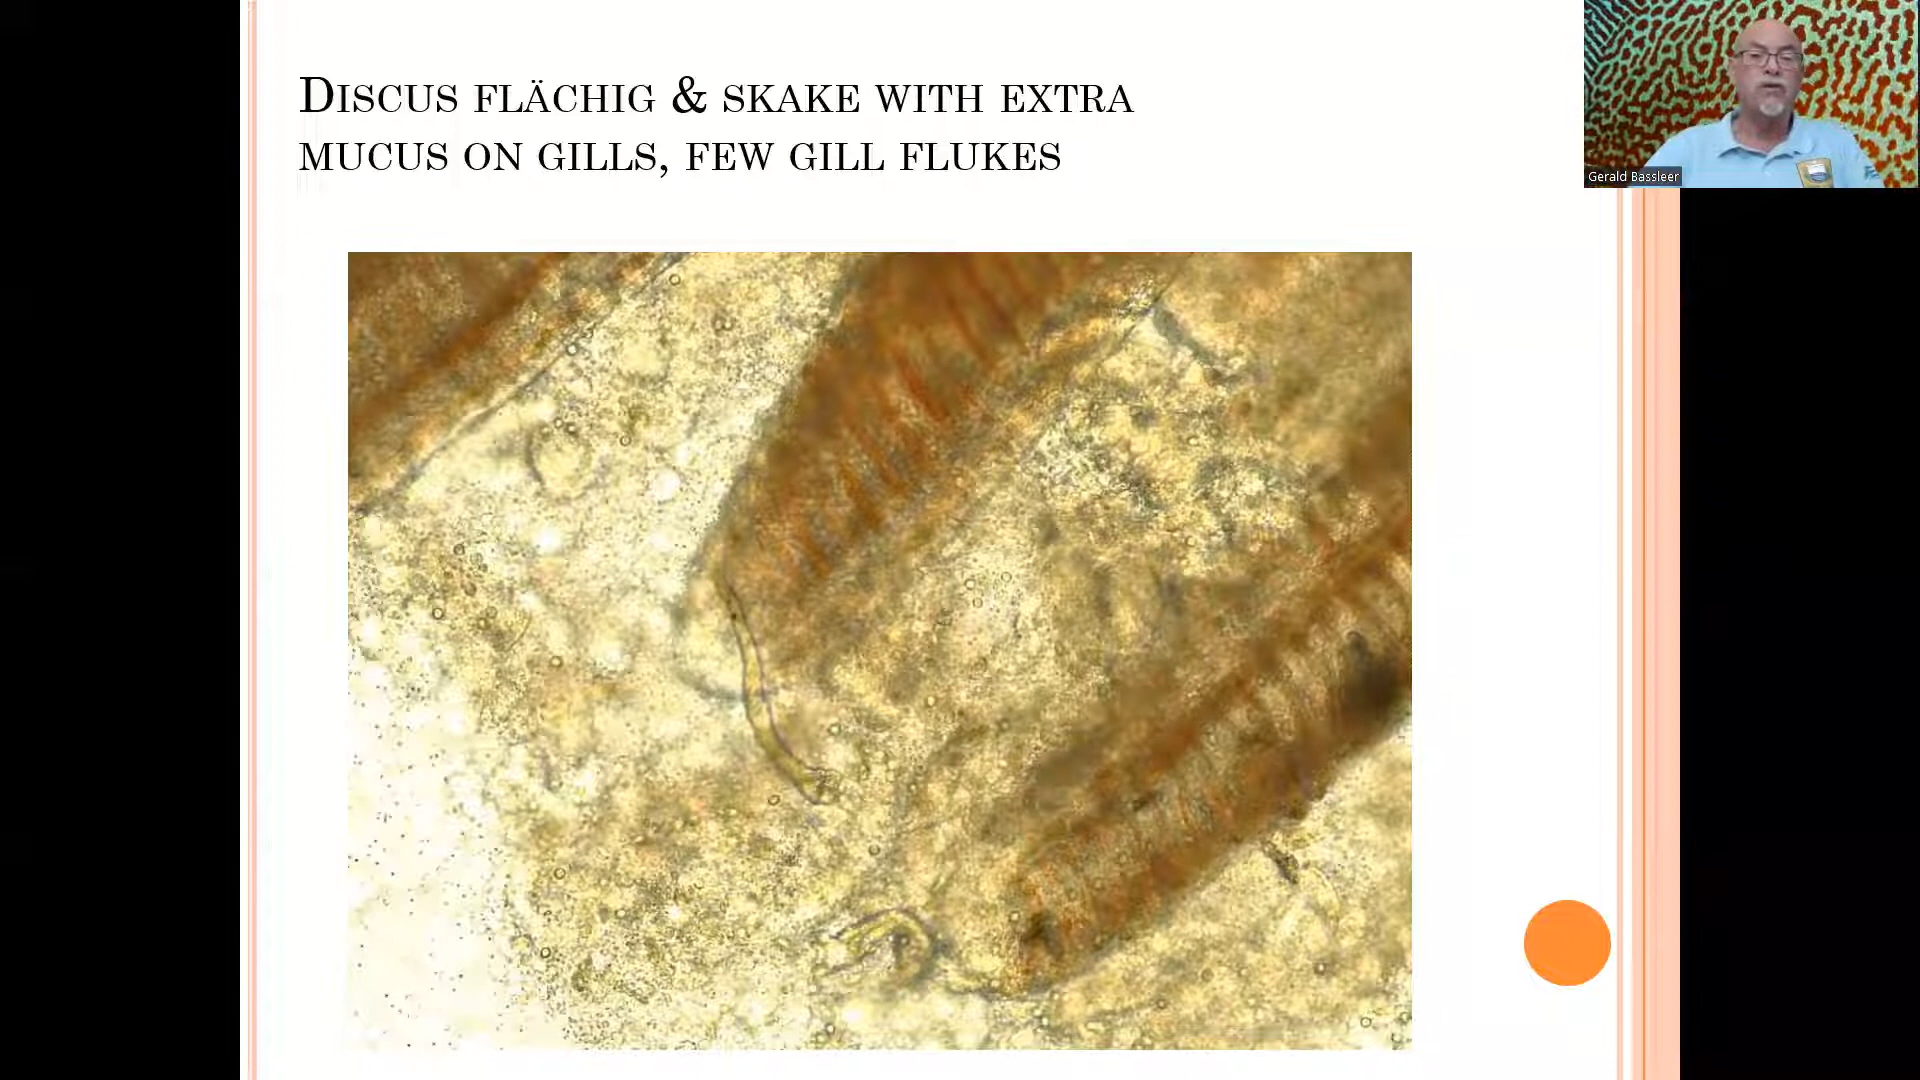 Discus flächig & skake with extra
mucus on gills, few gill flukes
Gerald Bassleer